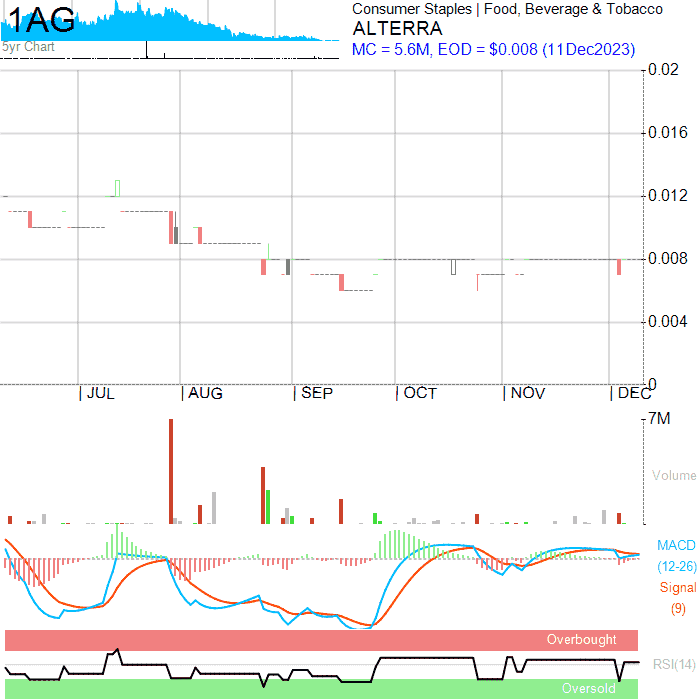 1AG
5yr Chart
Consumer Staples | Food, Beverage & Tobacco
ALTERRA
MC = 5.6M, EOD = $0.008 (11Dec2023)
0.02
0.016
0.012
0.008
0.004
0
| JUL | AUG | SEP | OCT | NOV | DEC
7M
Volume
MACD
(12-26)
Signal
(9)
Overbought
RSI(14)
Oversold